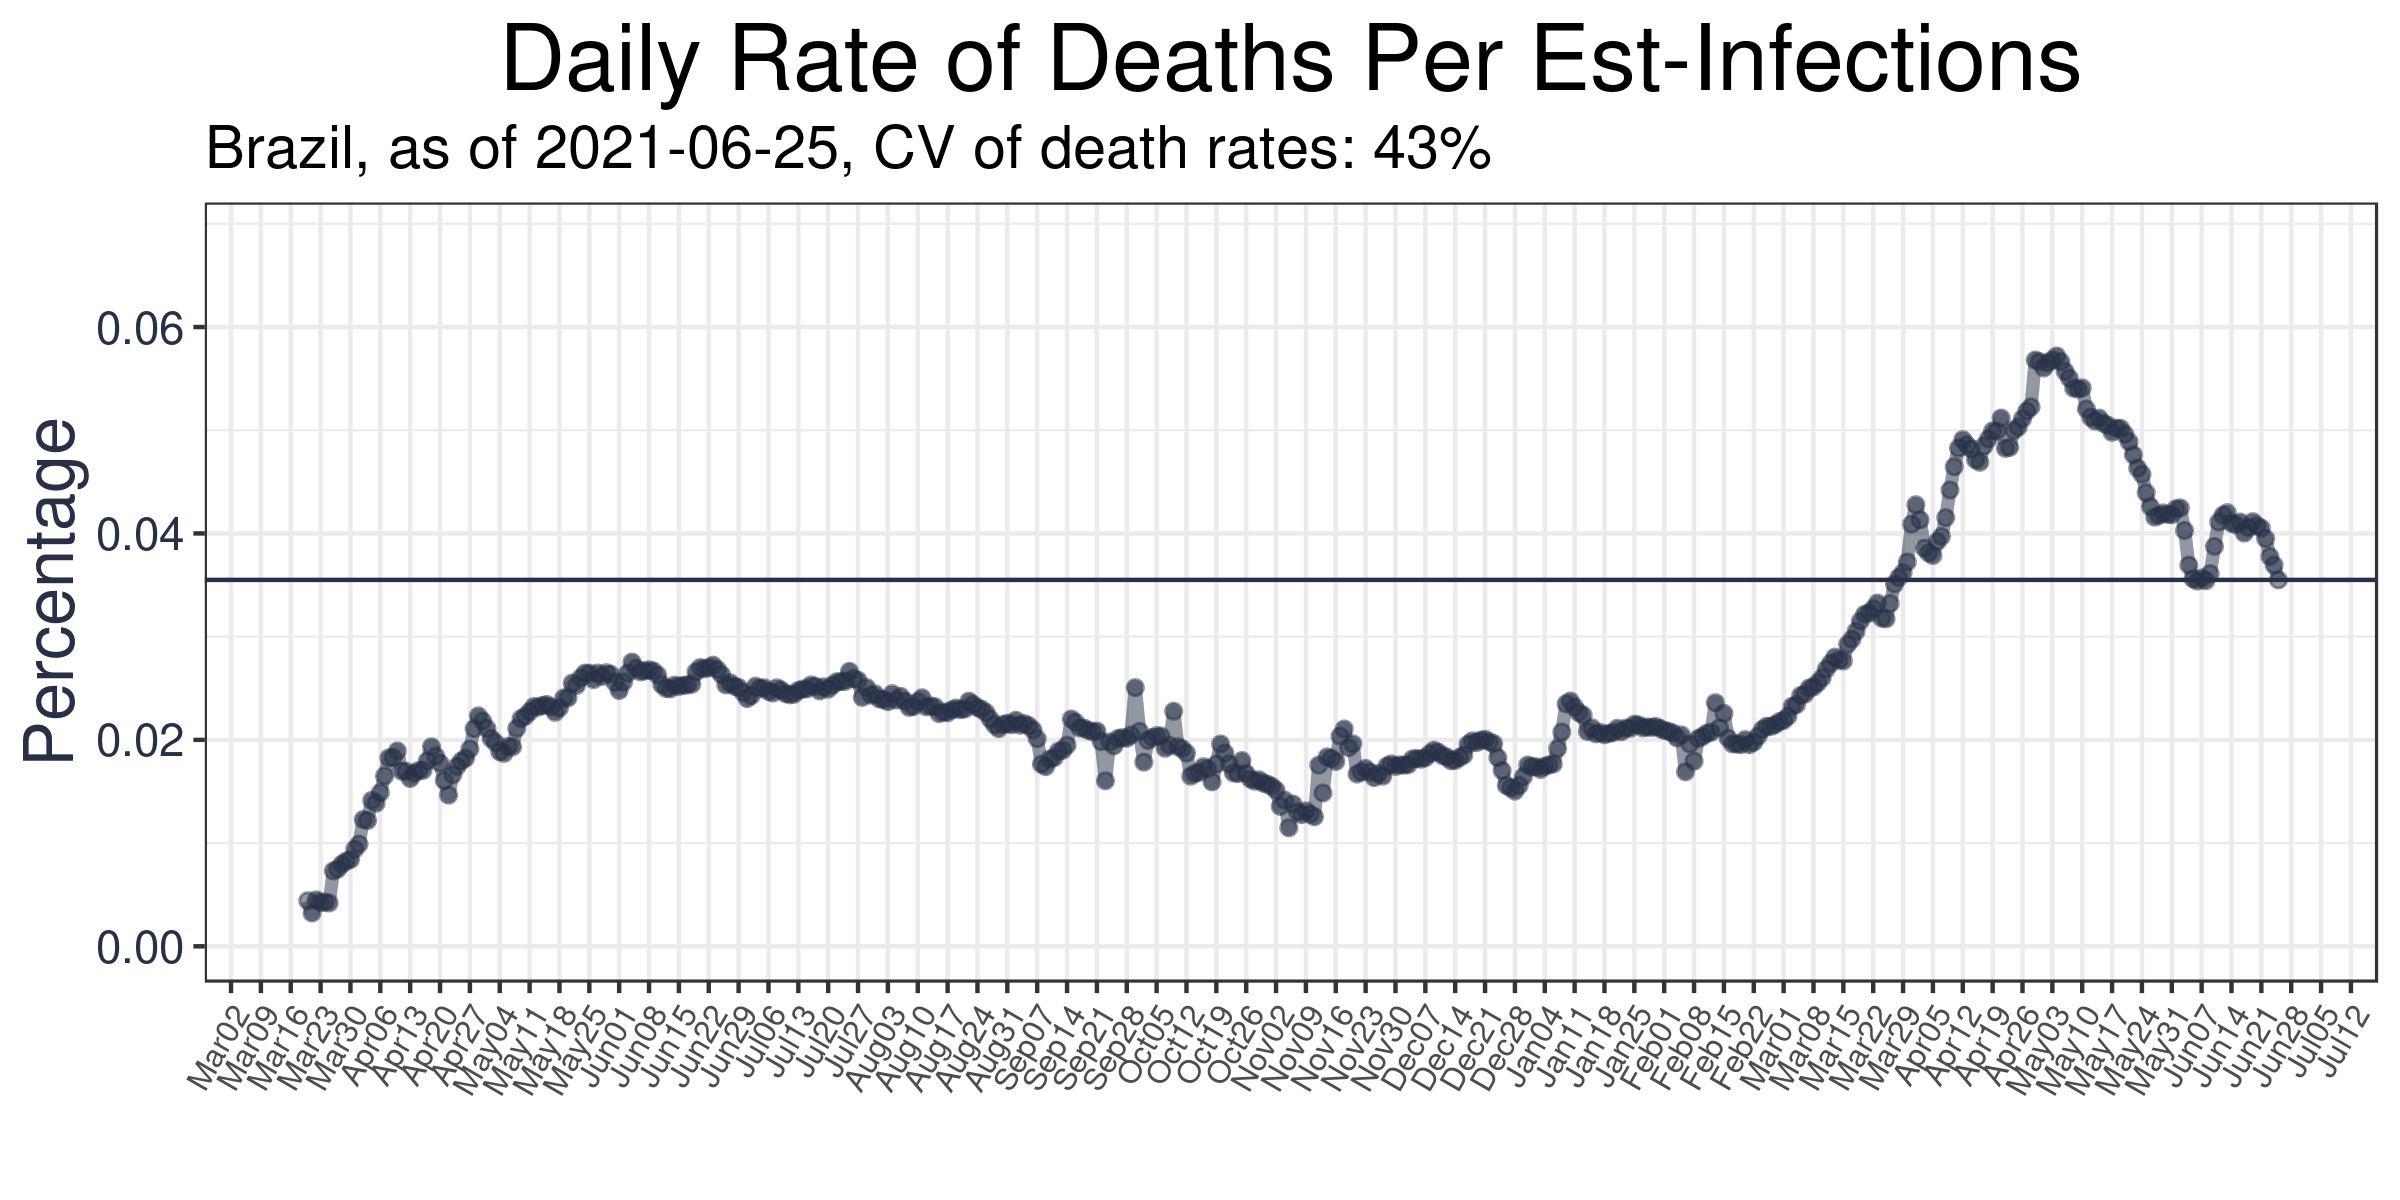 Daily Rate of Deaths Per Est-Infections
Brazil, as of 2021-06-25, CV of death rates: 43%
Percentage
0.06
0.04
0.02
0.00
Mar02
Mar09
Mar16
Mar23
Mar30
Apr06
Apr13
Apr20
Apr27
May04
May11
May18
May25
Jun01
Jun08
Jun15
Jun22
Jun29
Jul06
Jul13
Jul20
Jul27
Aug03
Aug10
Aug17
Aug24
Aug31
Sep07
Sep14
Sep21
Sep28
Oct05
Oct12
Oct19
Oct26
Nov02
Nov09
Nov16
Nov23
Nov30
Dec07
Dec14
Dec21
Dec28
Jan04
Jan11
Jan18
Jan25
Feb01
Feb08
Feb15
Feb22
Mar01
Mar08
Mar15
Mar22
Mar29
Apr05
Apr12
Apr19
Apr26
May03
May10
May17
May24
May31
Jun07
Jun14
Jun21
Jun28
Jul05
Jul12